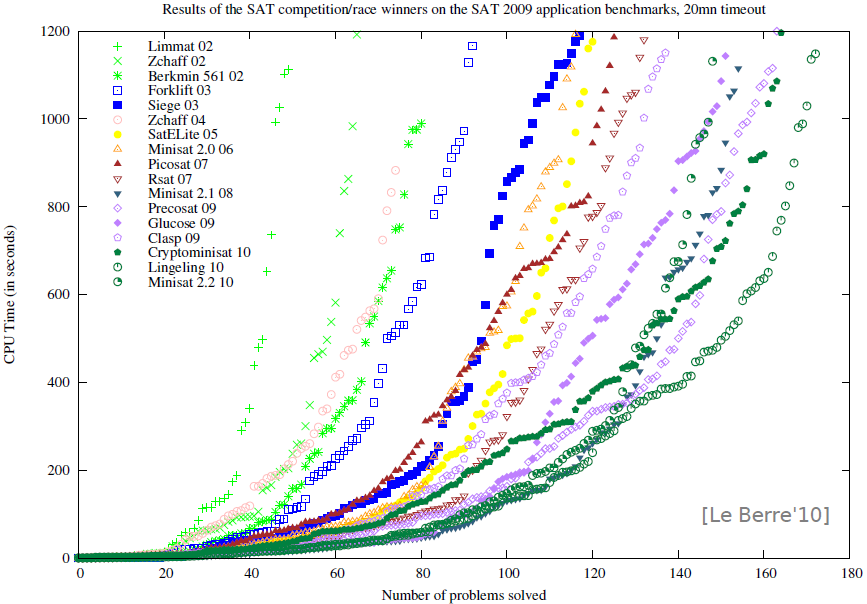 Results of the SAT competition/race winners on the SAT 2009 application benchmarks, 20mn timeout
1200
1000
800
600
400
200
0
CPU Time (in seconds)
Limmat 02
Zchaff 02
Berkmin 561 02
Forklift 03
Siege 03
Zchaff 04
SatELite 05
Minisat 2.0 06
Picosat 07
Rsat 07
Minisat 2.1 08
Precosat 09
Glucose 09
Clasp 09
Cryptominisat 10
Lingeling 10
Minisat 2.2 10
[Le Berre'10]
0 20 40 60 80 100 120 140 160 180
Number of problems solved